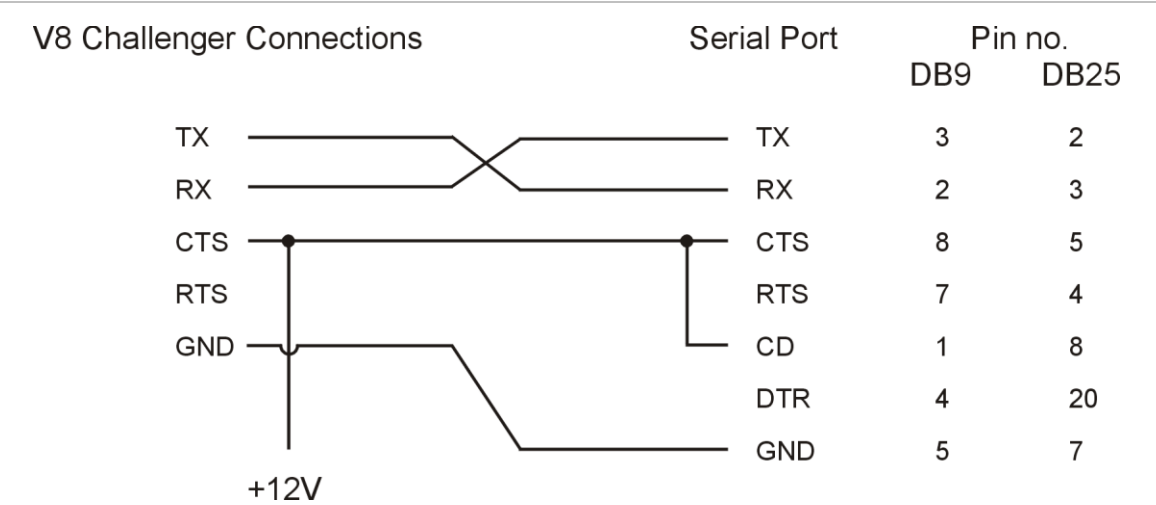 V8 Challenger Connections Serial Port Pin no.
DB9 DB25
TX TX 3 2
RX RX 2 3
CTS CTS 8 5
RTS RTS 7 4
GND CD 1 8
DTR 4 20
GND 5 7
+12V